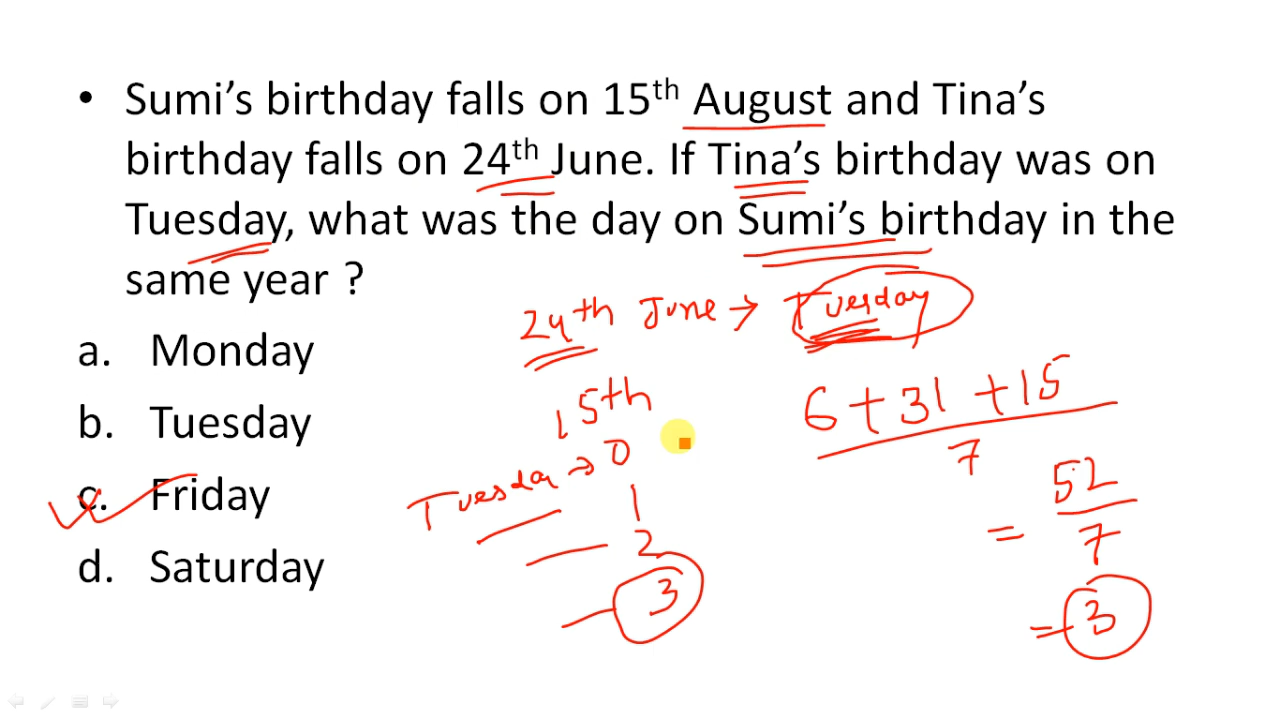 • Sumi’s birthday falls on 15th August and Tina’s
birthday falls on 24th June. If Tina’s birthday was on
Tuesday, what was the day on Sumi’s birthday in the
same year ?
24th June → Tuesday
a. Monday
15th
6 + 31 + 15
7
b. Tuesday
Tuesday → 0
= 52
7
c. Friday
1
2
d. Saturday
3
= 3